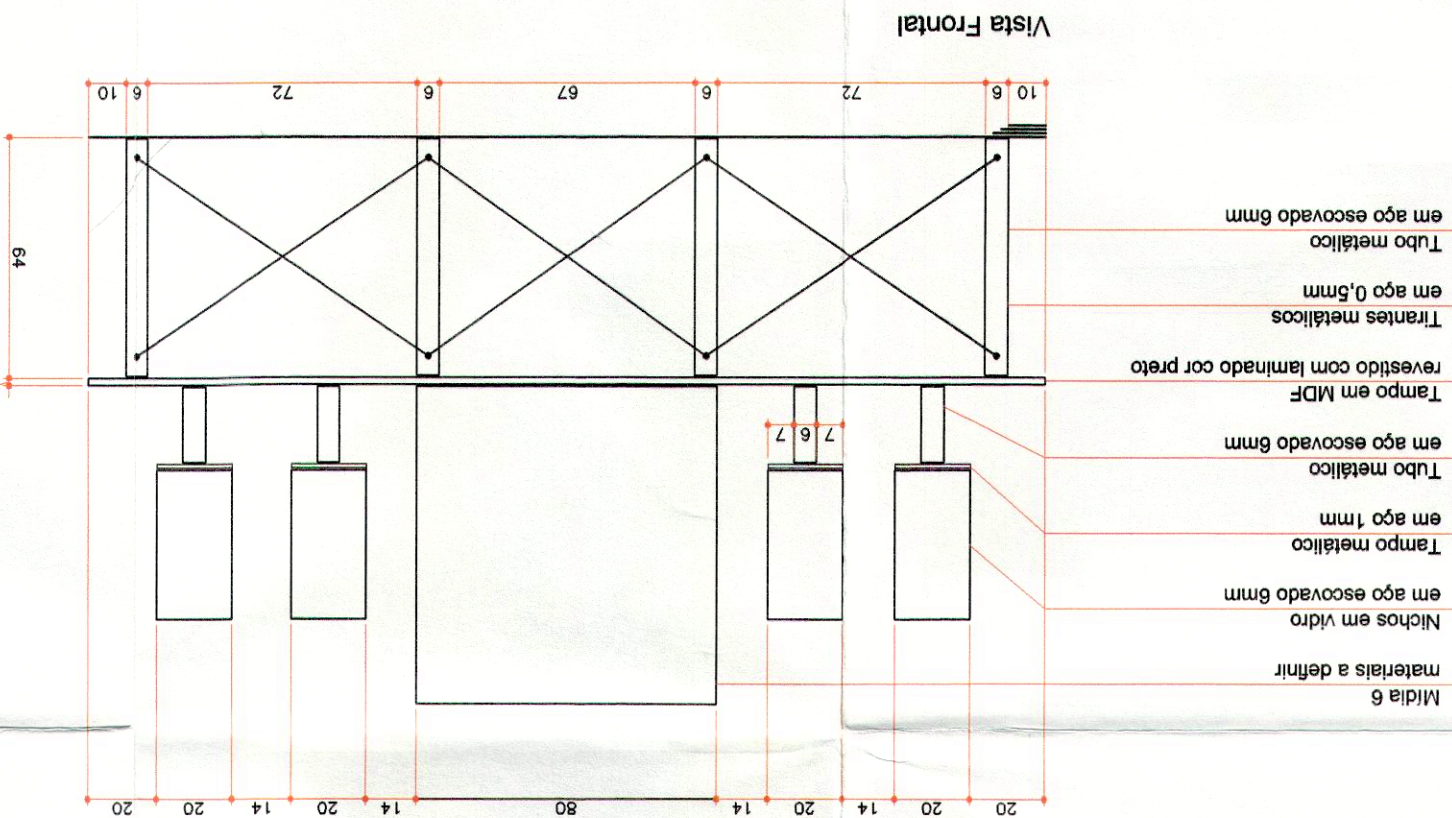 20 20 14 20 14 80 14 20 14 20 20
Mídia 6
materiais a definir
Nichos em vidro
em aço escovado 6mm
Tampo metálico
em aço 1mm
Tubo metálico
em aço escovado 6mm
7 6 7
Tampo em MDF
revestido com laminado cor preto
Tirantes metálicos
em aço 0,5mm
64
Tubo metálico
em aço escovado 6mm
10 6 72 6 67 6 72 6 10
Vista Frontal